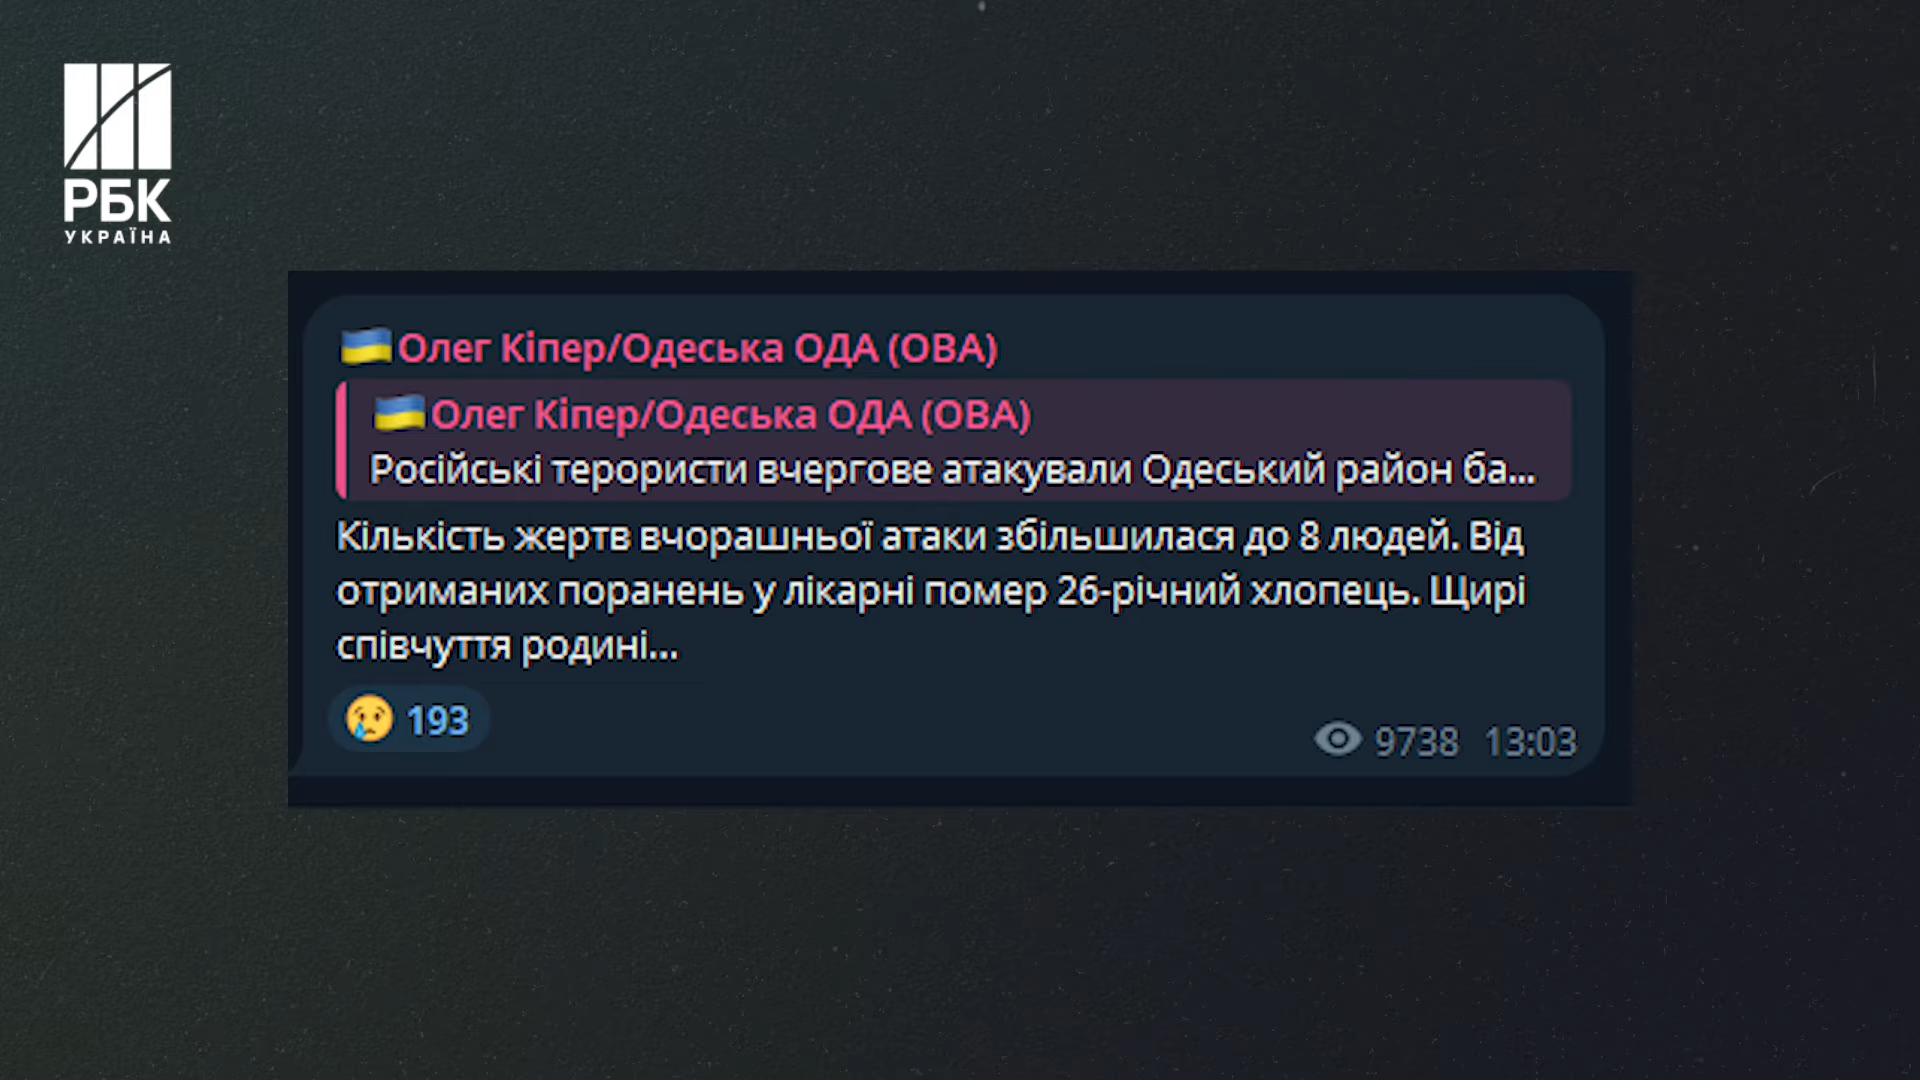 РБК
УКРАЇНА
Олег Кіпер/Одеська ОДА (ОВА)
Олег Кіпер/Одеська ОДА (ОВА)
Російські терористи вчергове атакували Одеський район ба...
Кількість жертв вчорашньої атаки збільшилася до 8 людей. Від
отриманих поранень у лікарні помер 26-річний хлопець. Щирі
співчуття родині...
193
9738 13:03